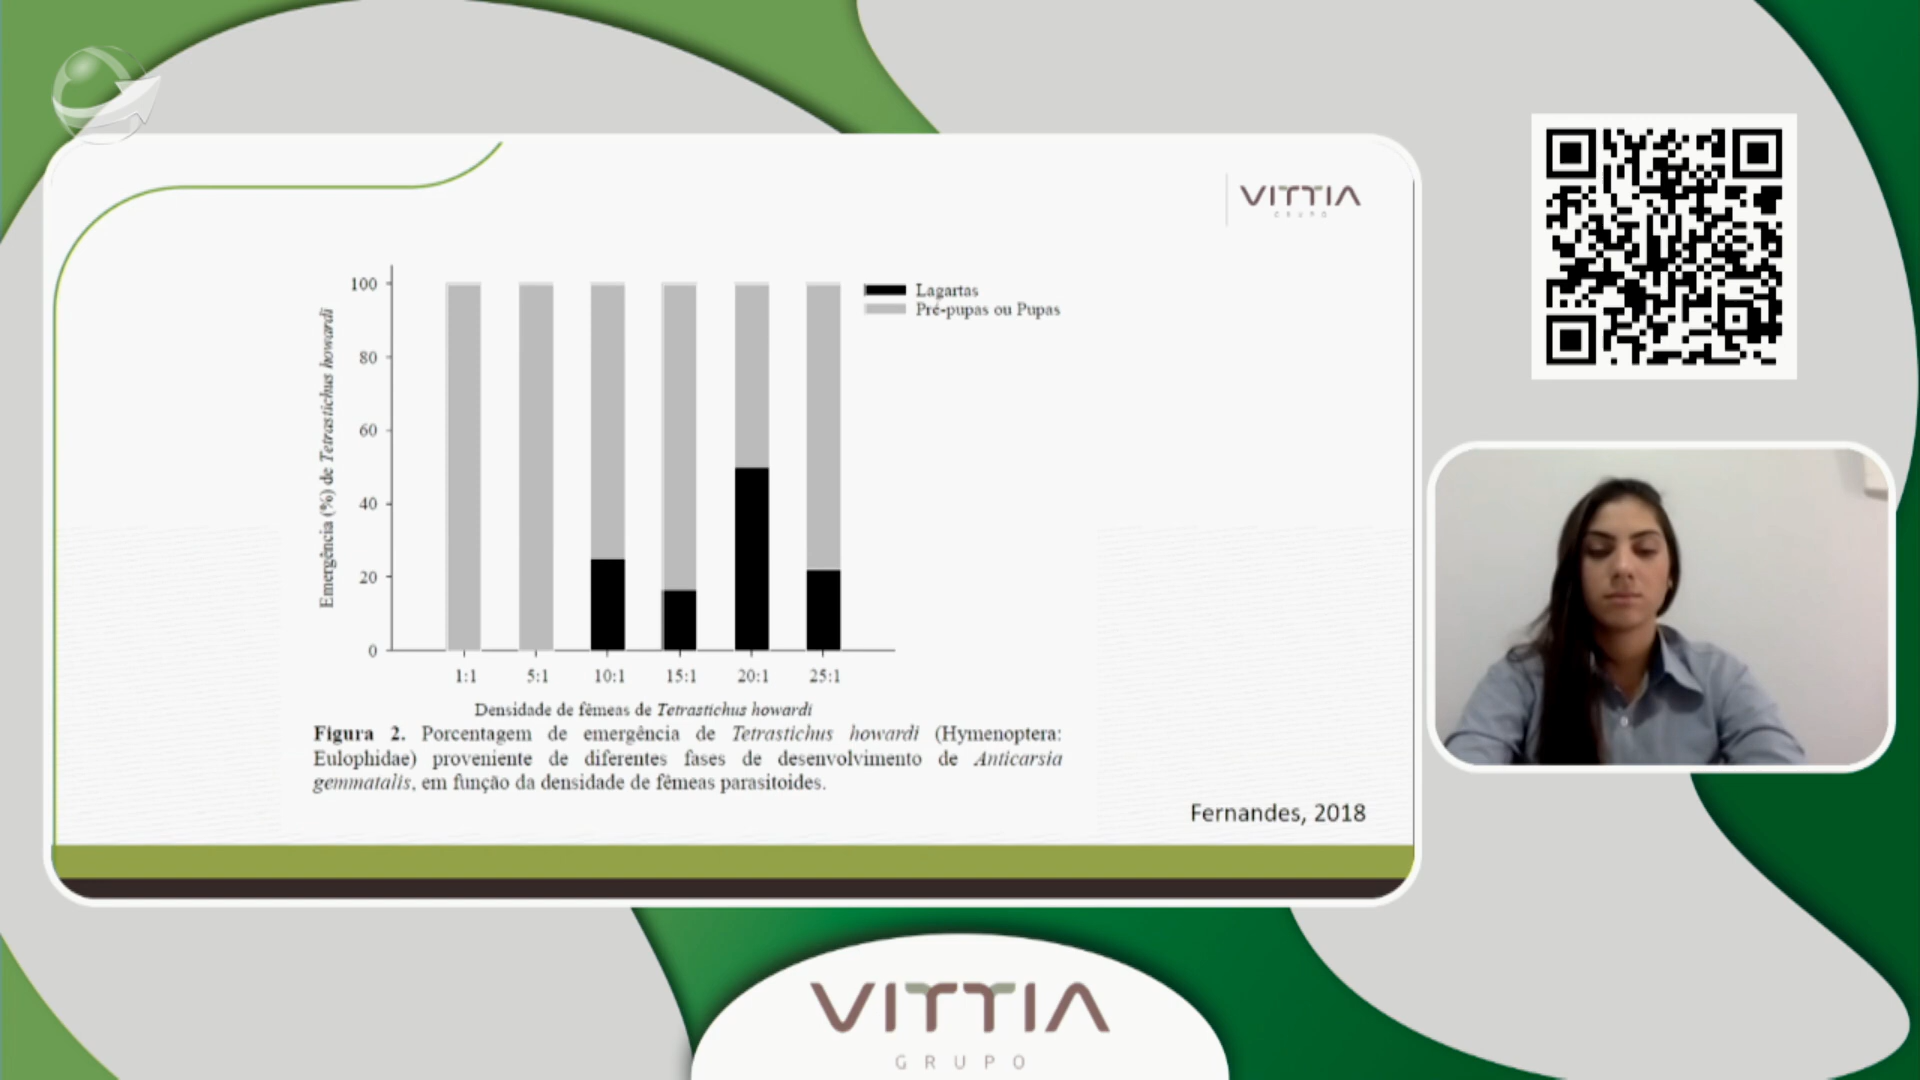 VITTIA
GRUPO
100
80
60
40
20
0
Emergência (%) de Tetrastichus howardi
Lagartas
Pré-pupas ou Pupas
1:1 5:1 10:1 15:1 20:1 25:1
Densidade de fêmeas de Tetrastichus howardi
Figura 2. Porcentagem de emergência de Tetrastichus howardi (Hymenoptera:
Eulophidae) proveniente de diferentes fases de desenvolvimento de Anticarsia
gemmatalis, em função da densidade de fêmeas parasitoides.
Fernandes, 2018
VITTIA
GRUPO